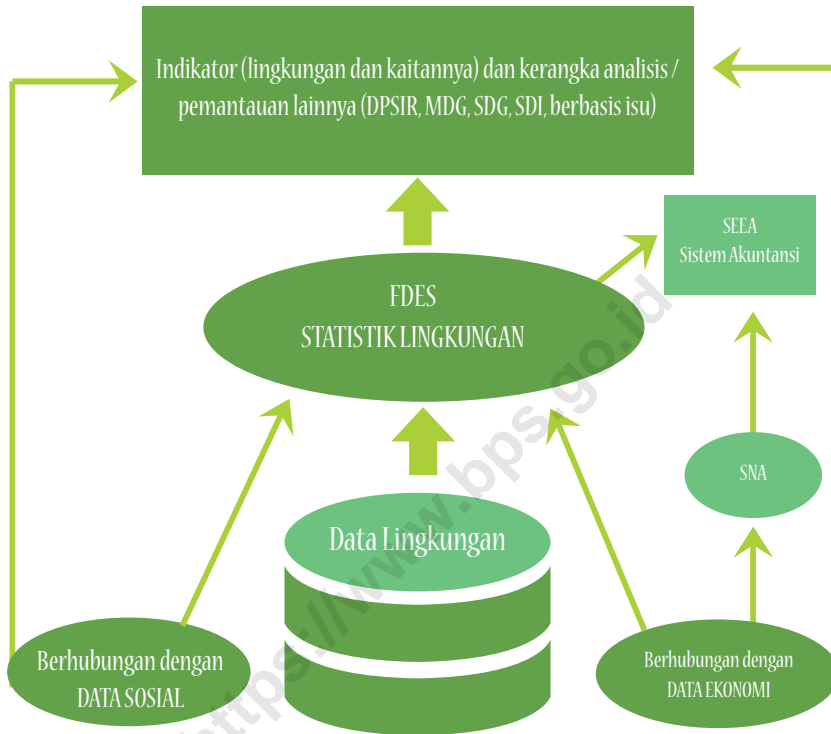 Indikator (lingkungan dan kaitannya) dan kerangka analisis /
pemantauan lainnya (DPSIR, MDG, SDG, SDI, berbasis isu)
SEEA
Sistem Akuntansi
FDES
STATISTIK LINGKUNGAN
SNA
Data Lingkungan
Berhubungan dengan
DATA SOSIAL
Berhubungan dengan
DATA EKONOMI
https://www.bps.go.id